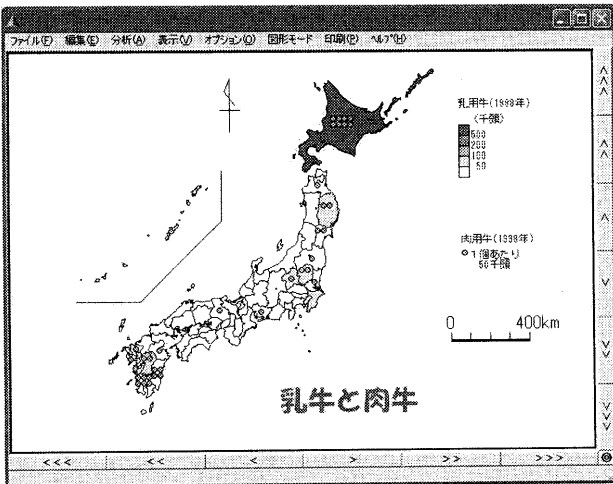 ファイル(F) 編集(E) 分析(A) 表示(V) オプション(O) 図形モード 印刷(P) ヘルプ(H)
乳用牛(1998年)
(千頭)
500
200
100
50
肉用牛(1998年)
1個あたり
50千頭
0 400km
乳牛と肉牛
<<< << < > >> >>>